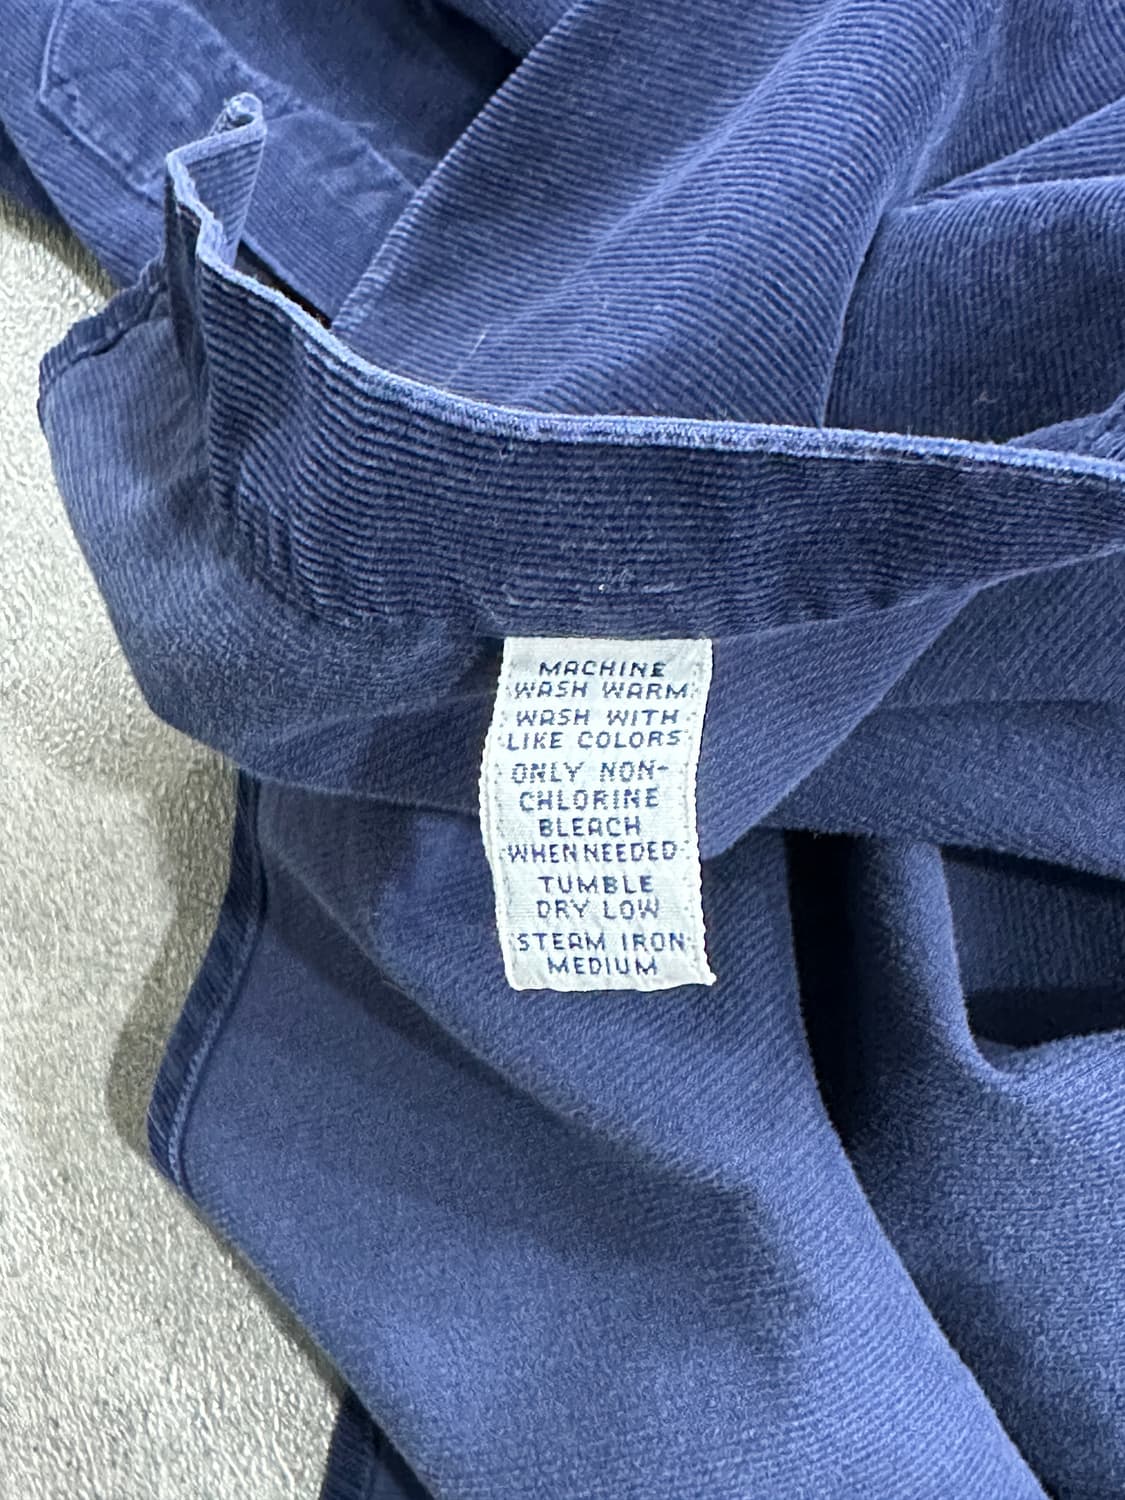 MACHINE
WASH WARM
WASH WITH
LIKE COLORS
ONLY NON-
CHLORINE
BLEACH
WHEN NEEDED
TUMBLE
DRY LOW
STEAM IRON
MEDIUM